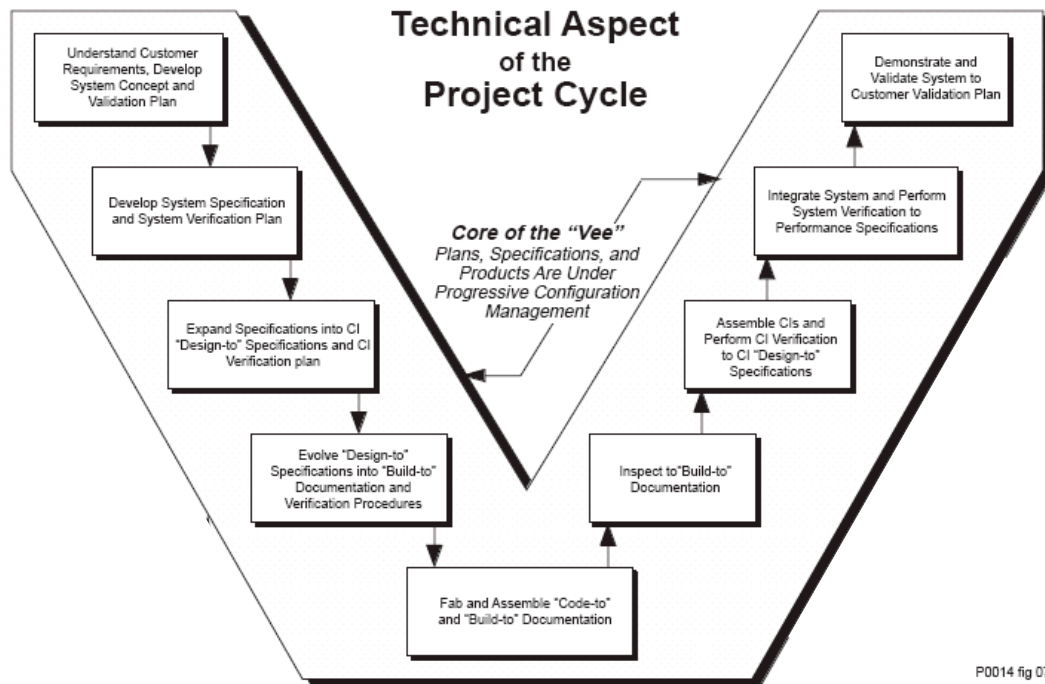 Technical Aspect
of the
Project Cycle
Understand Customer
Requirements, Develop
System Concept and
Validation Plan
Develop System Specification
and System Verification Plan
Expand Specifications into CI
"Design-to" Specifications and CI
Verification plan
Evolve "Design-to"
Specifications into "Build-to"
Documentation and
Verification Procedures
Fab and Assemble "Code-to"
and "Build-to" Documentation
Inspect to"Build-to"
Documentation
Assemble CIs and
Perform CI Verification
to CI "Design-to"
Specifications
Integrate System and Perform
System Verification to
Performance Specifications
Demonstrate and
Validate System to
Customer Validation Plan
Core of the “Vee”
Plans, Specifications, and
Products Are Under
Progressive Configuration
Management
P0014 fig